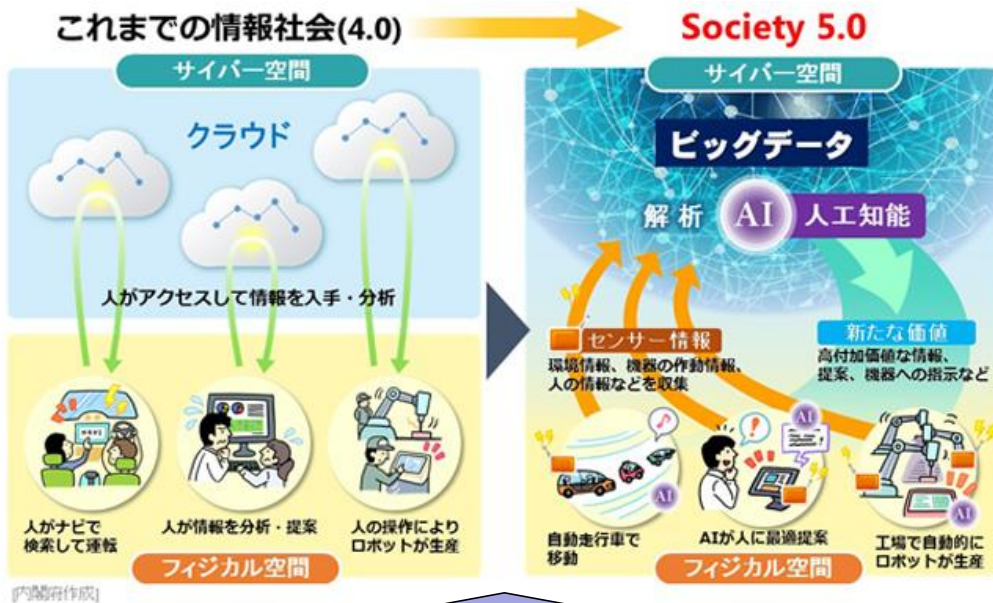 これまでの情報社会(4.0)
Society 5.0
サイバー空間
クラウド
人がアクセスして情報を入手・分析
人がナビで
検索して運転
人が情報を分析・提案
人の操作により
ロボットが生産
フィジカル空間
サイバー空間
ビッグデータ
解析 AI 人工知能
センサー情報
環境情報、機器の作動情報、
人の情報などを収集
新たな価値
高付加価値な情報、
提案、機器への指示など
AI
AI
AI
自動走行車で
移動
AIが人に最適提案
工場で自動的に
ロボットが生産
フィジカル空間
[内閣府作成]